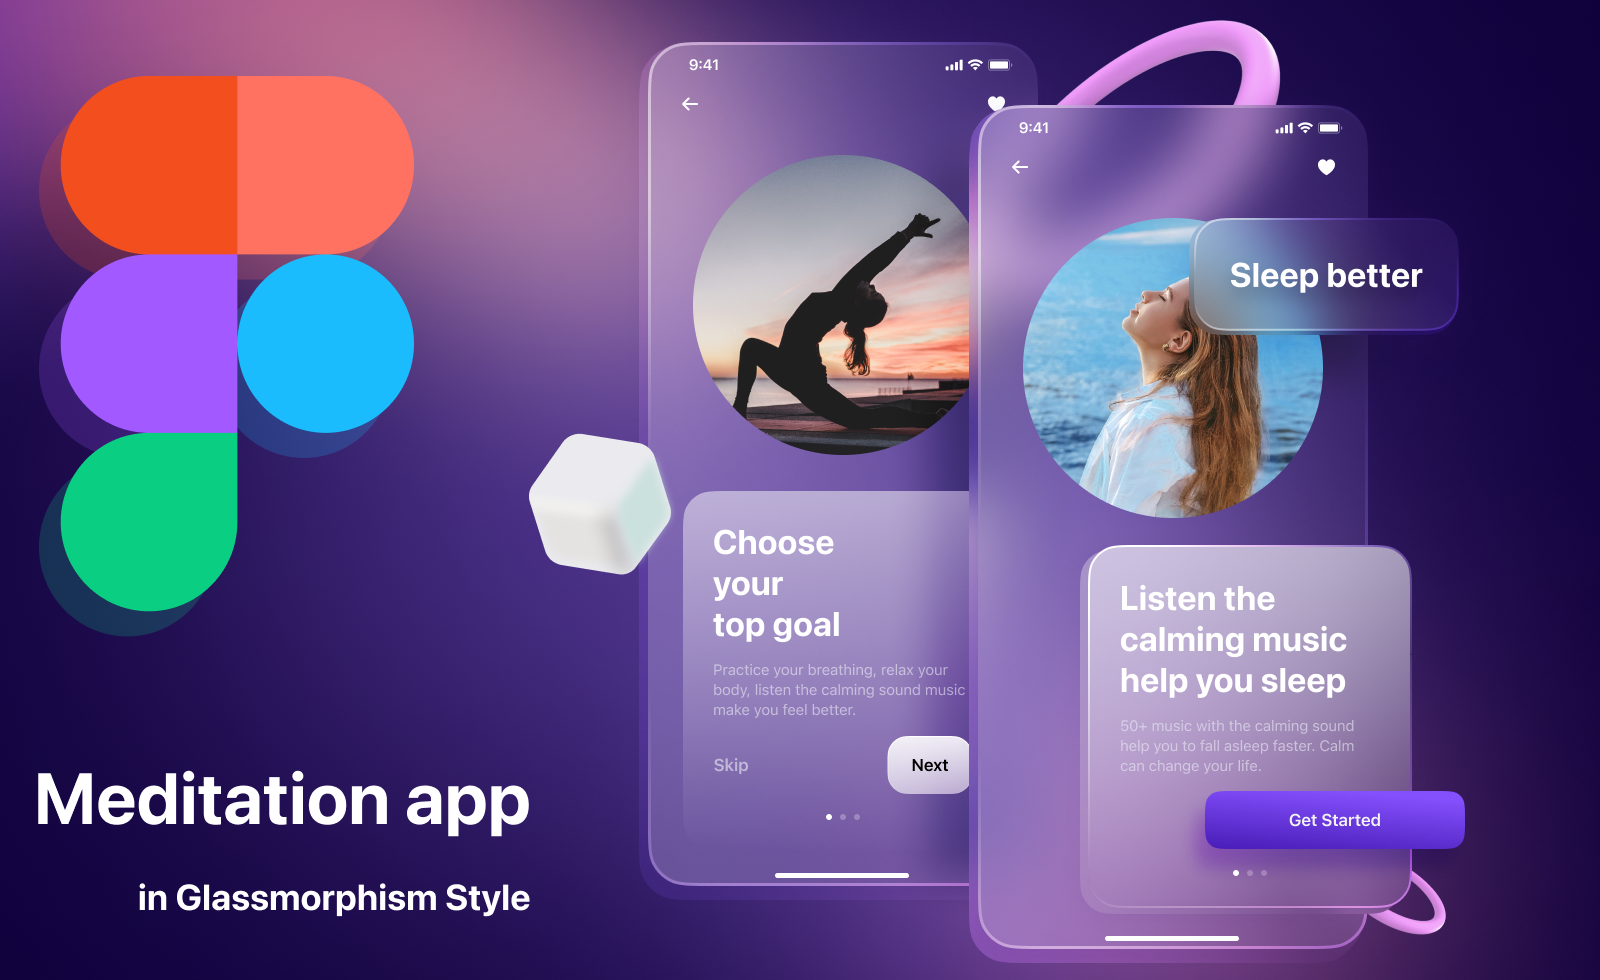 Meditation app
in Glassmorphism Style
9:41
Choose
your
top goal
Practice your breathing, relax your
body, listen the calming sound music
make you feel better.
Skip
Next
9:41
Sleep better
Listen the
calming music
help you sleep
50+ music with the calming sound
help you to fall asleep faster. Calm
can change your life.
Get Started